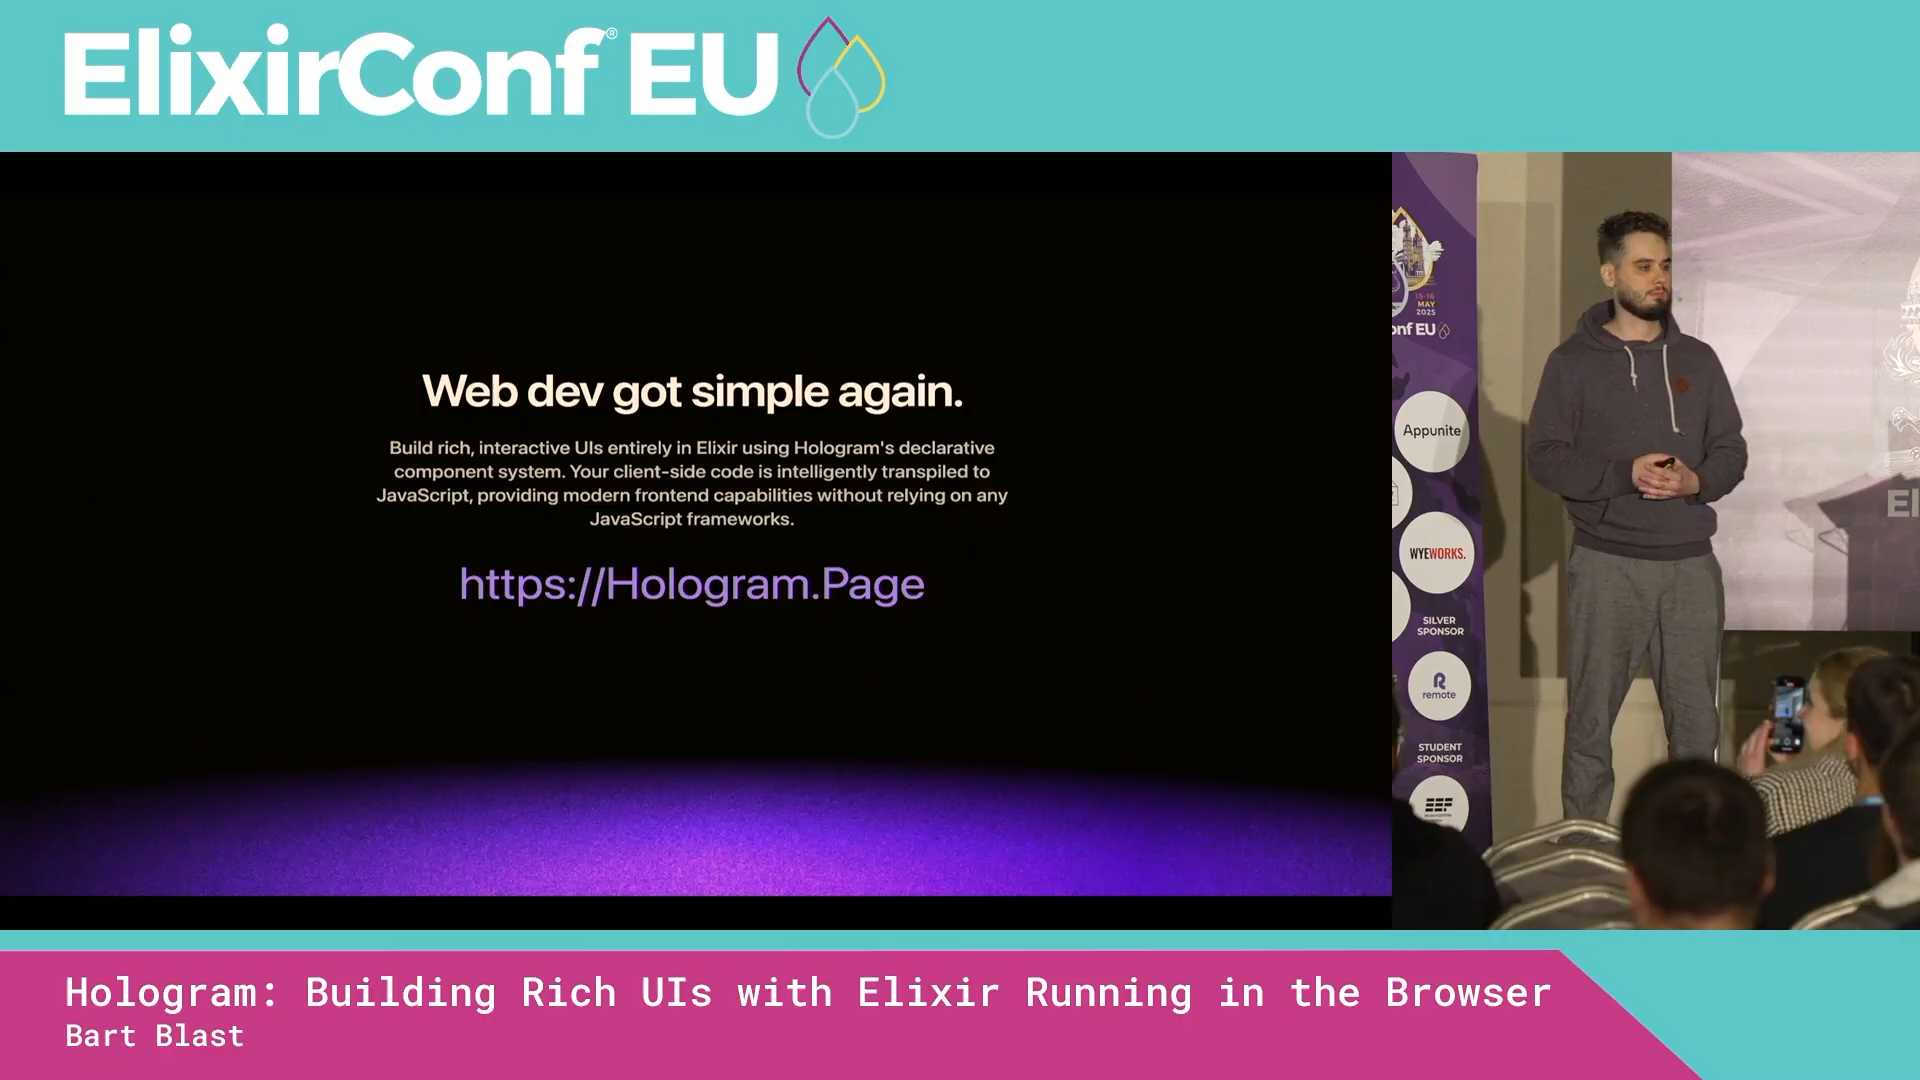 ElixirConf® EU
Web dev got simple again.
Build rich, interactive UIs entirely in Elixir using Hologram's declarative
component system. Your client-side code is intelligently transpiled to
JavaScript, providing modern frontend capabilities without relying on any
JavaScript frameworks.
https://Hologram.Page
15-16
MAY
2025
onf EU
Appunite
WYEWORKS.
SILVER
SPONSOR
R
remote
STUDENT
SPONSOR
EEF
El
Hologram: Building Rich UIs with Elixir Running in the Browser
Bart Blast